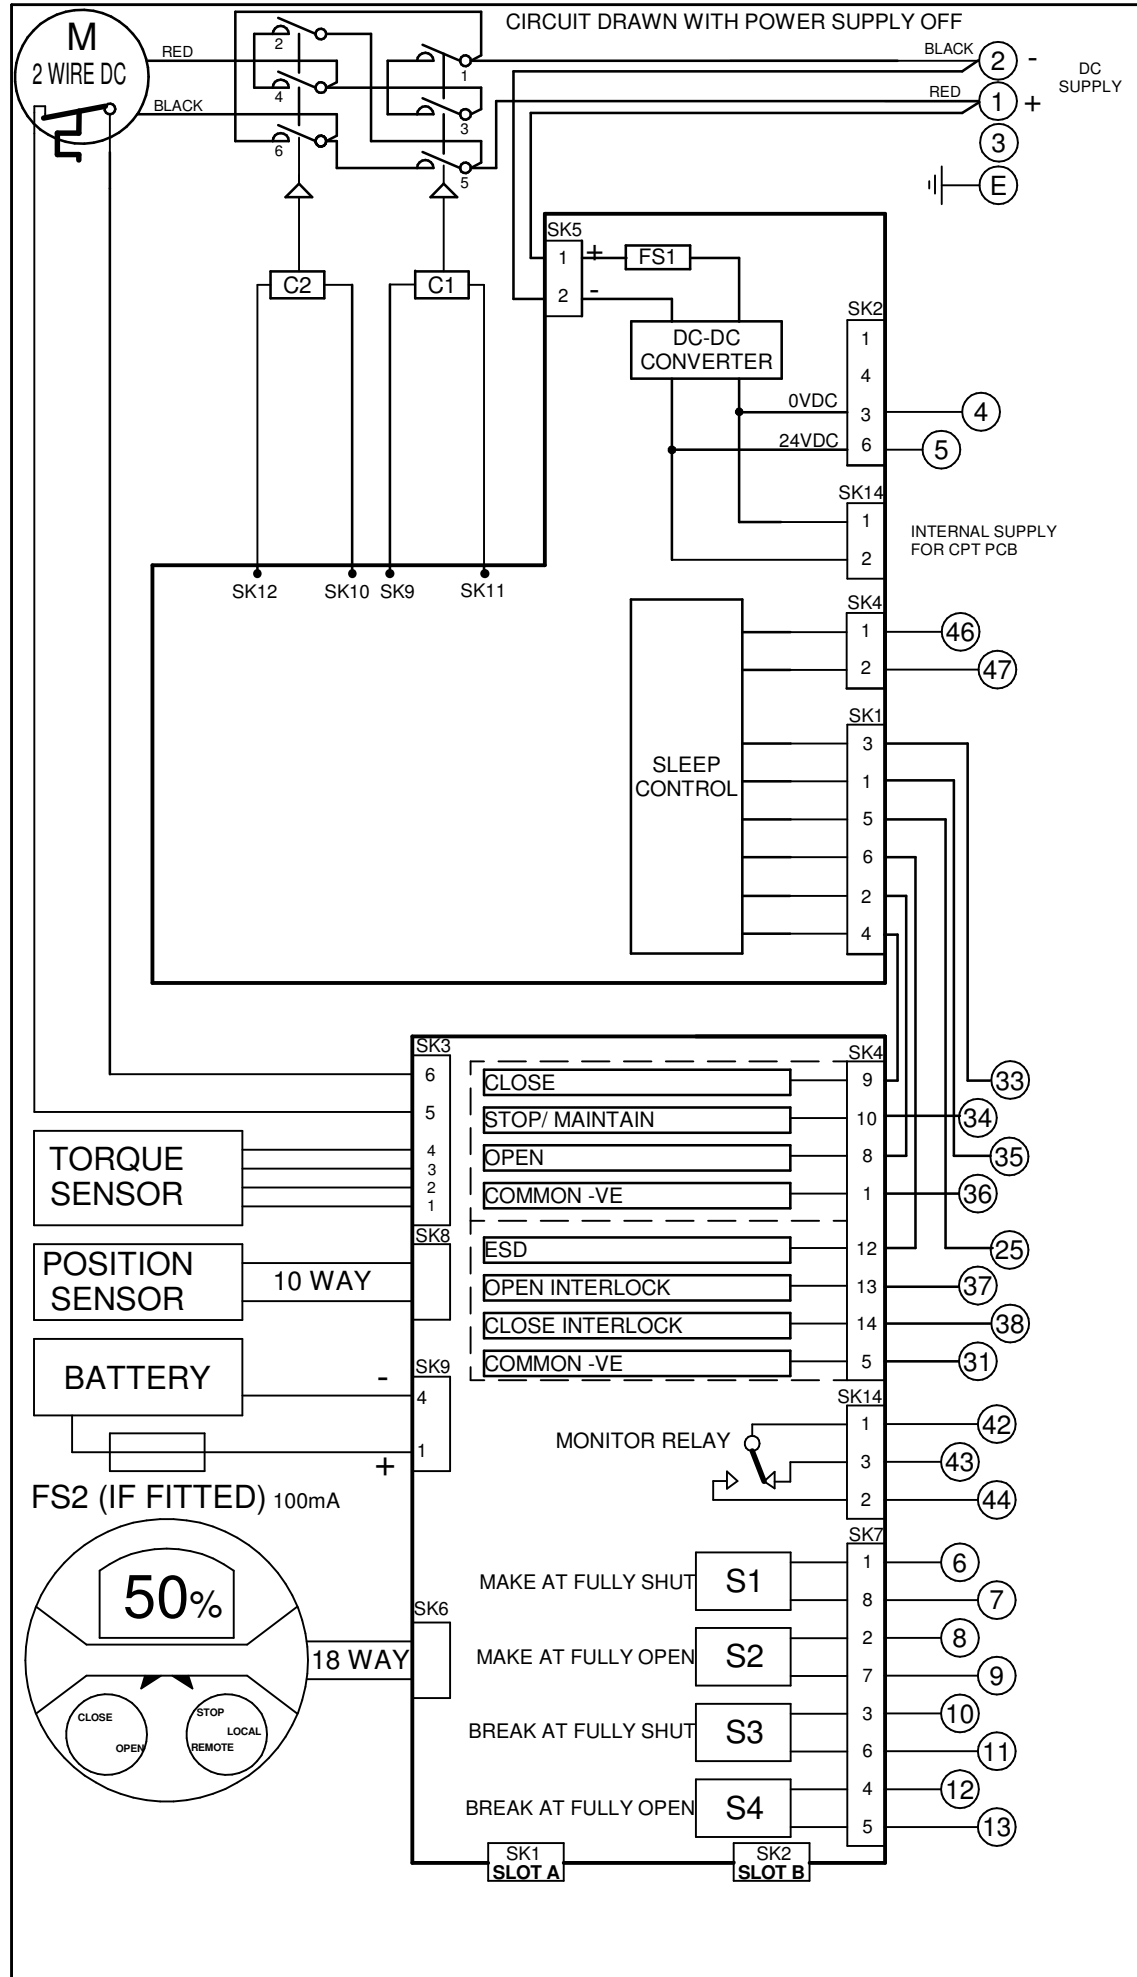 CIRCUIT DRAWN WITH POWER SUPPLY OFF
M
2 WIRE DC
RED
BLACK
2
4
6
1
3
5
BLACK
2 -
RED
1 +
DC
SUPPLY
3
E
C2
C1
SK12
SK10
SK9
SK11
SK5
1 +
2 -
FS1
DC-DC
CONVERTER
0VDC
24VDC
SK2
1
4
3
6
4
5
SK14
1
2
INTERNAL SUPPLY
FOR CPT PCB
SLEEP
CONTROL
SK4
1
2
46
47
SK1
3
1
5
6
2
4
SK3
6
5
4
3
2
1
TORQUE
SENSOR
SK8
POSITION
SENSOR
10 WAY
BATTERY
-
+
SK9
4
1
FS2 (IF FITTED) 100mA
50%
CLOSE
OPEN
STOP
LOCAL
REMOTE
18 WAY
SK6
SK4
CLOSE 9 33
STOP/ MAINTAIN 10 34
OPEN 8 35
COMMON -VE 1 36
ESD 12 25
OPEN INTERLOCK 13 37
CLOSE INTERLOCK 14 38
COMMON -VE 5 31
SK14
MONITOR RELAY
1 42
3 43
2 44
SK7
MAKE AT FULLY SHUT S1
1 6
8 7
MAKE AT FULLY OPEN S2
2 8
7 9
BREAK AT FULLY SHUT S3
3 10
6 11
BREAK AT FULLY OPEN S4
4 12
5 13
SK1
SLOT A
SK2
SLOT B